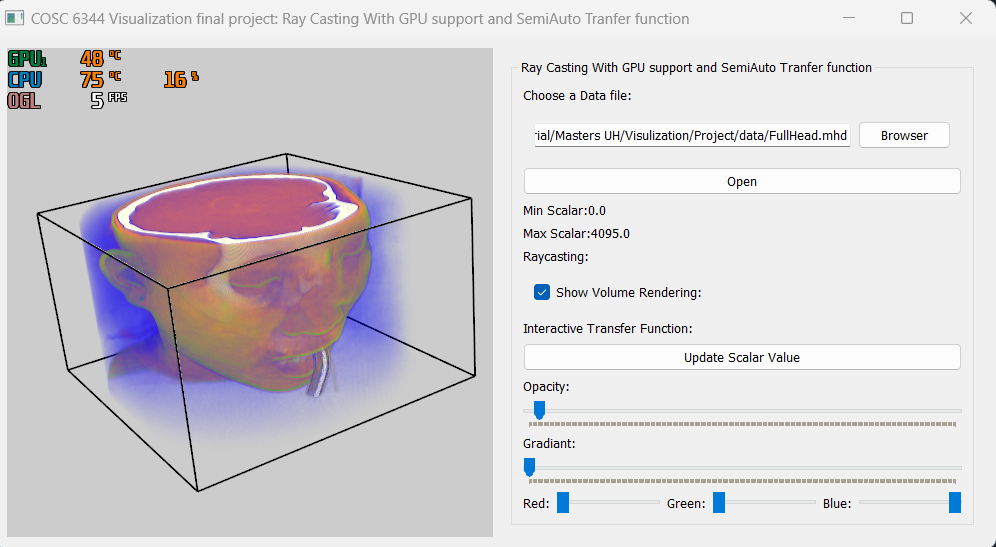 COSC 6344 Visualization final project: Ray Casting With GPU support and SemiAuto Tranfer function
GPU1 48 °C
CPU 75 °C 16 %
OGL 5 FPS
Ray Casting With GPU support and SemiAuto Tranfer function
Choose a Data file:
rial/Masters UH/Visulization/Project/data/FullHead.mhd Browser
Open
Min Scalar:0.0
Max Scalar:4095.0
Raycasting:
Show Volume Rendering:
Interactive Transfer Function:
Update Scalar Value
Opacity:
Gradiant:
Red: Green: Blue: